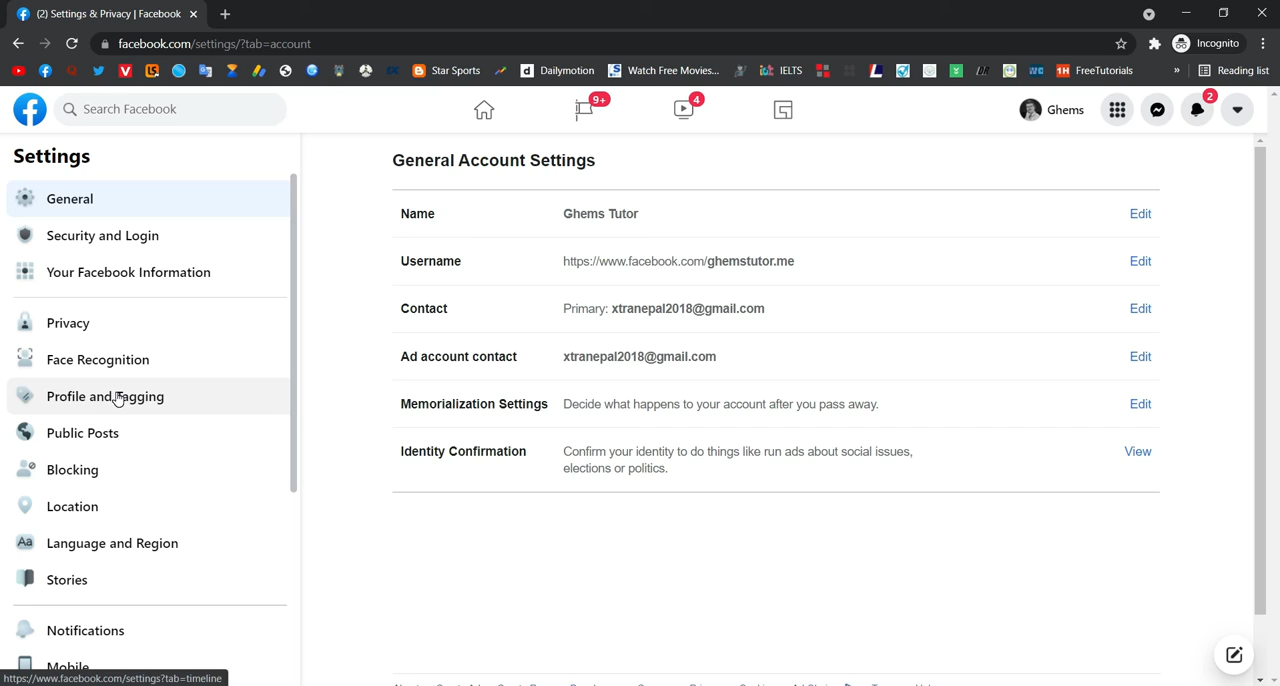 (2) Settings & Privacy | Facebook
facebook.com/settings/?tab=account
Incognito
Star Sports
Dailymotion
Watch Free Movies...
IELTS
FreeTutorials
»
Reading list
Search Facebook
9+
4
Ghems
2
Settings
General
Security and Login
Your Facebook Information
Privacy
Face Recognition
Profile and Tagging
Public Posts
Blocking
Location
Aa Language and Region
Stories
Notifications
Mobile
https://www.facebook.com/settings?tab=timeline
General Account Settings
Name Ghems Tutor Edit
Username https://www.facebook.com/ghemstutor.me Edit
Contact Primary: xtranepal2018@gmail.com Edit
Ad account contact xtranepal2018@gmail.com Edit
Memorialization Settings Decide what happens to your account after you pass away. Edit
Identity Confirmation Confirm your identity to do things like run ads about social issues, View
elections or politics.